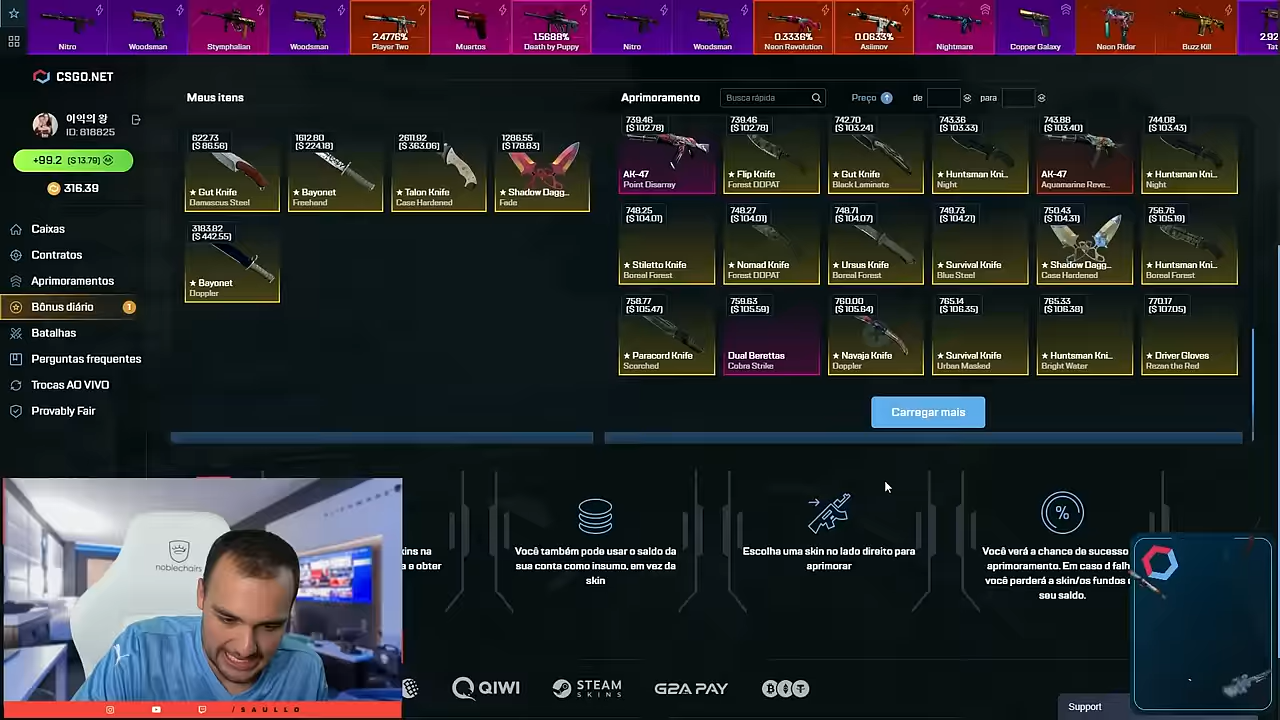 Nitro
Woodsman
Stymphalian
Woodsman
2.4776%
Player Two
Muertos
1.5688%
Death by Puppy
Nitro
Woodsman
0.3336%
Neon Revolution
0.0633%
Asiimov
Nightmare
Copper Galaxy
Neon Rider
Buzz Kill
2.92
Tat
CSGO.NET
이익의 왕
ID: 818825
+99.2 ($ 13.79)
316.39
Caixas
Contratos
Aprimoramentos
Bônus diário
1
Batalhas
Perguntas frequentes
Trocas AO VIVO
Provably Fair
Meus itens
622.73
($ 86.56)
★ Gut Knife
Damascus Steel
1612.80
($ 224.18)
★ Bayonet
Freehand
2611.92
($ 363.06)
★ Talon Knife
Case Hardened
1286.55
($ 178.83)
★ Shadow Dagg...
Fade
3183.82
($ 442.55)
★ Bayonet
Doppler
Aprimoramento
Busca rápida
Preço
de
para
739.46
($ 102.78)
AK-47
Point Disarray
739.46
($ 102.78)
★ Flip Knife
Forest DDPAT
742.70
($ 103.24)
★ Gut Knife
Black Laminate
743.36
($ 103.33)
★ Huntsman Kni...
Night
743.88
($ 103.40)
AK-47
Aquamarine Reve...
744.08
($ 103.43)
★ Huntsman Kni...
Night
748.25
($ 104.01)
★ Stiletto Knife
Boreal Forest
748.27
($ 104.01)
★ Nomad Knife
Forest DDPAT
748.71
($ 104.07)
★ Ursus Knife
Boreal Forest
749.73
($ 104.21)
★ Survival Knife
Blue Steel
750.43
($ 104.31)
★ Shadow Dagg...
Case Hardened
756.76
($ 105.19)
★ Huntsman Kni...
Boreal Forest
758.77
($ 105.47)
★ Paracord Knife
Scorched
759.63
($ 105.59)
Dual Berettas
Cobra Strike
760.00
($ 105.64)
★ Navaja Knife
Doppler
765.14
($ 106.35)
★ Survival Knife
Urban Masked
765.33
($ 106.38)
★ Huntsman Kni...
Bright Water
770.17
($ 107.05)
★ Driver Gloves
Rezan the Red
Carregar mais
kins na
a e obter
Você também pode usar o saldo da
sua conta como insumo, em vez da
skin
Escolha uma skin no lado direito para
aprimorar
%
Você verá a chance de sucesso
aprimoramento. Em caso d falh
você perderá a skin/os fundos
seu saldo.
noblechairs
QIWI
STEAM
SKINS
G2A PAY
Support
/ S A U L L O